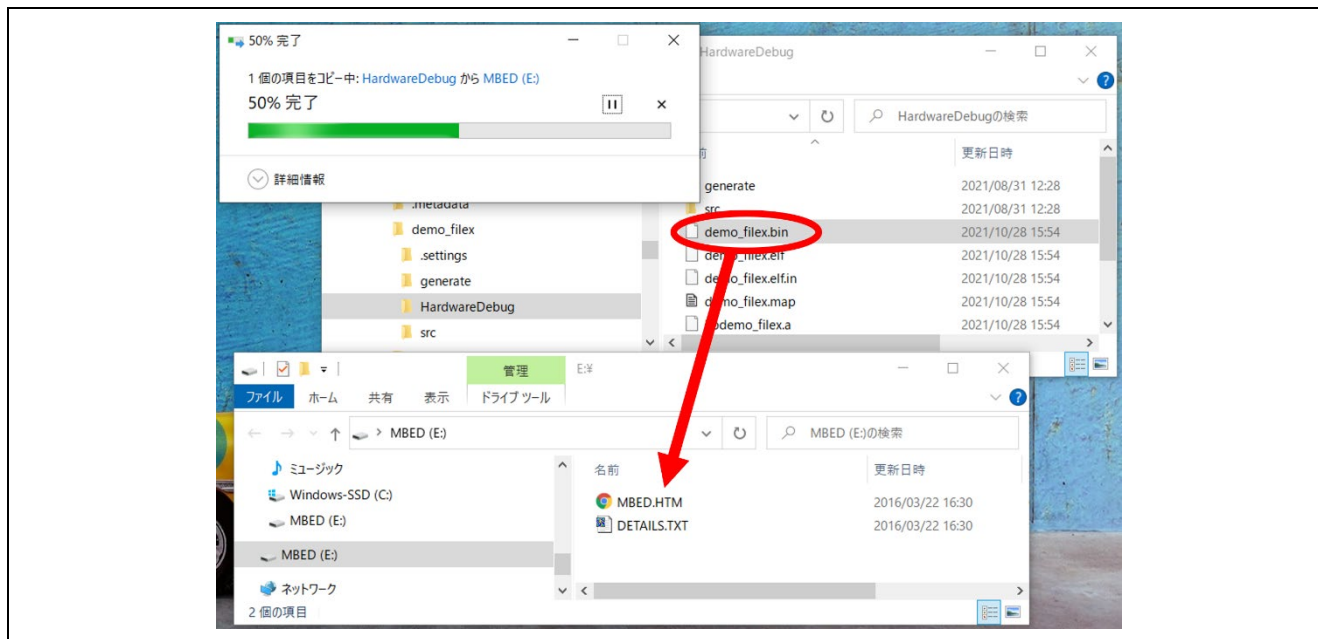 50% 完了
1 個の項目をコピー中: HardwareDebug から MBED (E:)
50% 完了
詳細情報
HardwareDebug
HardwareDebugの検索
前
更新日時
generate
2021/08/31 12:28
src
2021/08/31 12:28
demo_filex.bin
2021/10/28 15:54
demo_filex.elf
2021/10/28 15:54
2021/10/28 15:54
2021/10/28 15:54
2021/10/28 15:54
.metadata
demo_filex
.settings
generate
HardwareDebug
src
管理
E:¥
ファイル
ホーム
共有
表示
ドライブ ツール
MBED (E:)
MBED (E:)の検索
ミュージック
Windows-SSD (C:)
MBED (E:)
MBED (E:)
ネットワーク
名前
更新日時
MBED.HTM
2016/03/22 16:30
DETAILS.TXT
2016/03/22 16:30
2 個の項目